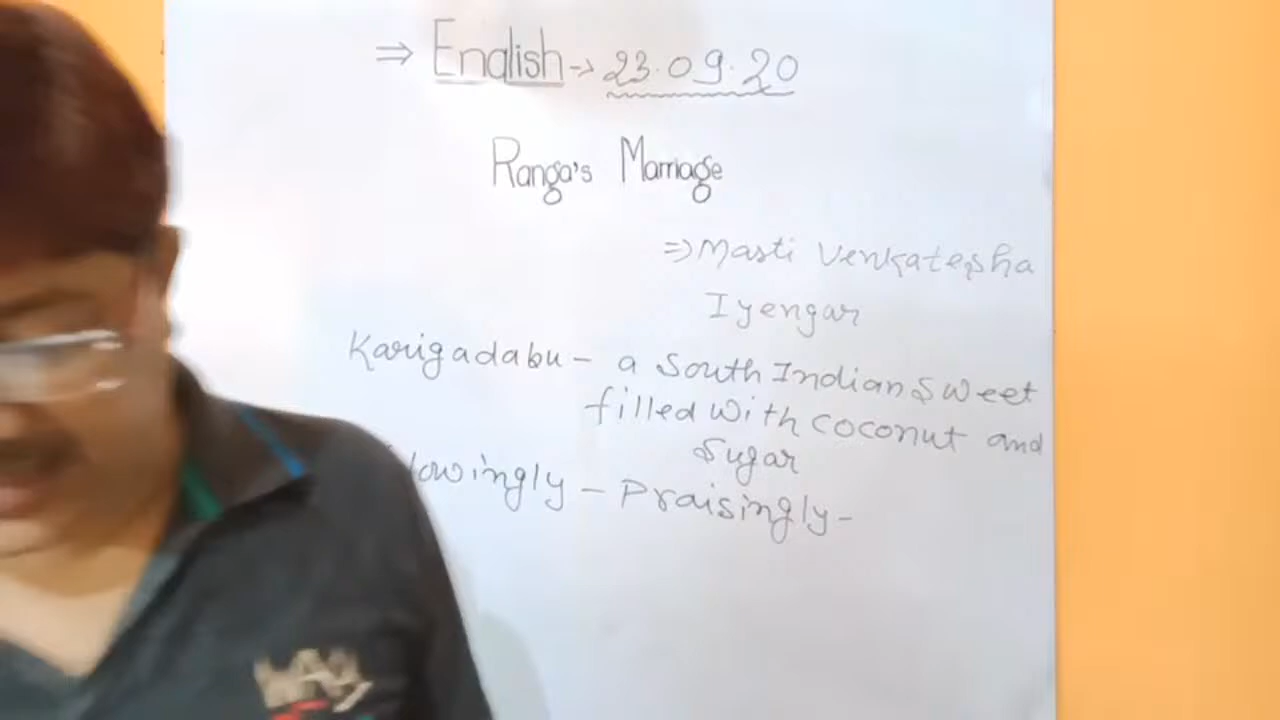 ⇒ English → 23.09.20
Ranga's Marriage
⇒ Masti Venkatesha
Iyengar
Karigadabu - a South Indian Sweet
filled with coconut and
Sugar
lowingly - Praisingly -